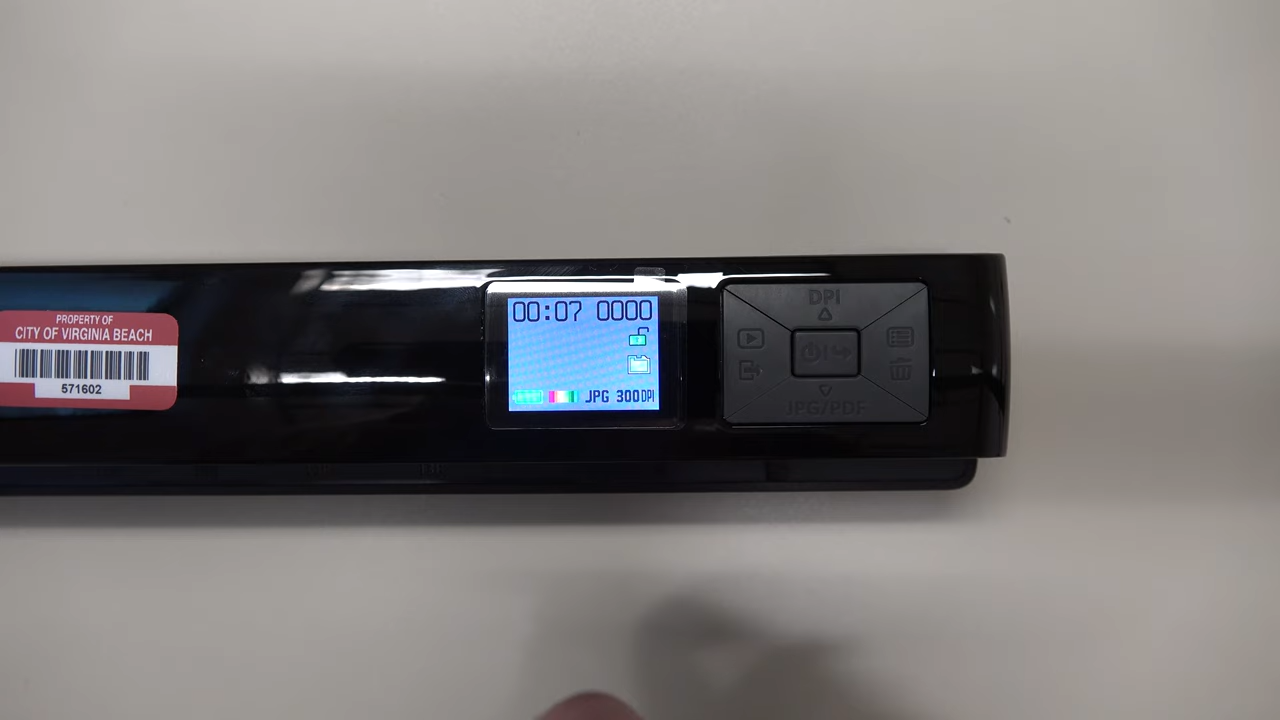 PROPERTY OF
CITY OF VIRGINIA BEACH
571602
00:07 0000
JPG 300DPI
DPI
JPG/PDF